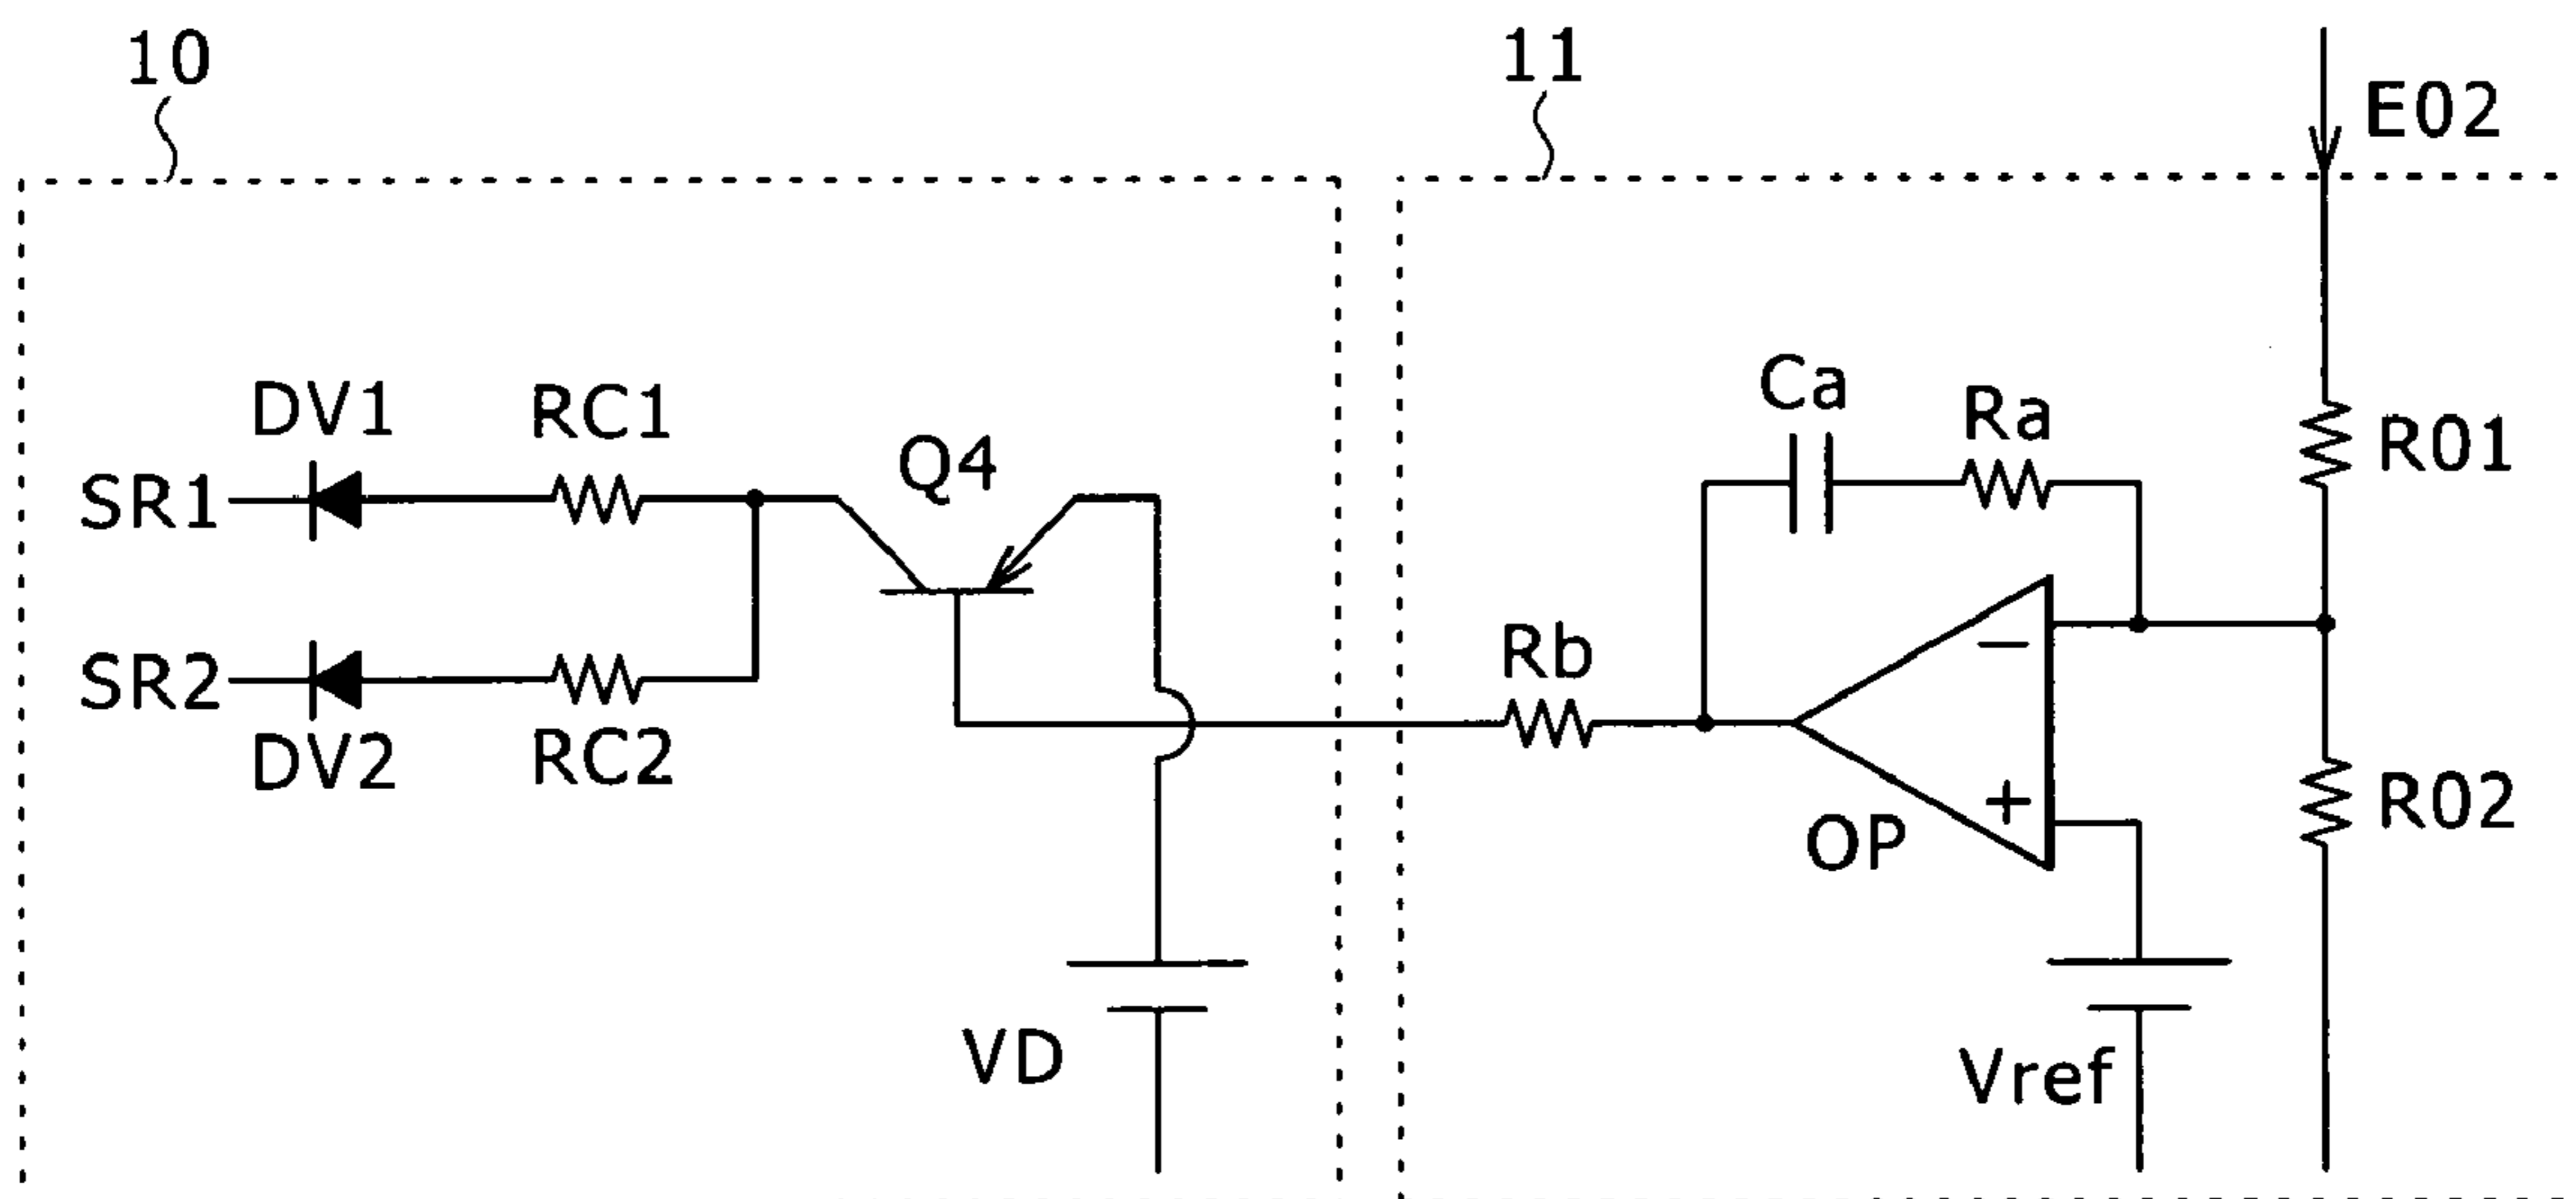 10
11
E02
DV1
RC1
Q4
Ca
Ra
R01
SR1
SR2
DV2
RC2
Rb
−
+
OP
R02
VD
Vref